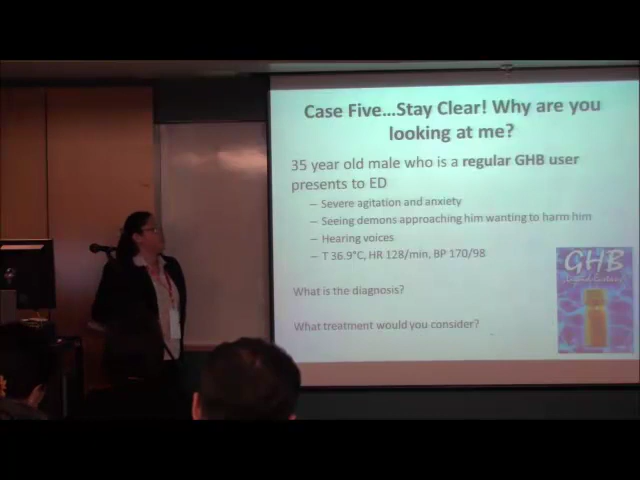 Case Five...Stay Clear! Why are you
looking at me?
35 year old male who is a regular GHB user
presents to ED
– Severe agitation and anxiety
– Seeing demons approaching him wanting to harm him
– Hearing voices
– T 36.9°C, HR 128/min, BP 170/98
What is the diagnosis?
What treatment would you consider?
GHB